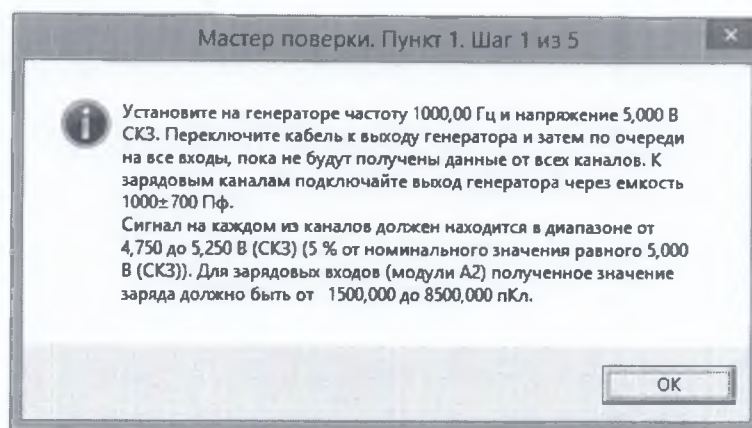 Мастер поверки. Пункт 1. Шаг 1 из 5
Установите на генераторе частоту 1000,00 Гц и напряжение 5,000 В
СКЗ. Переключите кабель к выходу генератора и затем по очереди
на все входы, пока не будут получены данные от всех каналов. К
зарядовым каналам подключайте выход генератора через емкость
1000±700 Пф.
Сигнал на каждом из каналов должен находится в диапазоне от
4,750 до 5,250 В (СКЗ) (5 % от номинального значения равного 5,000
В (СКЗ)). Для зарядовых входов (модули А2) полученное значение
заряда должно быть от 1500,000 до 8500,000 пКл.
OK